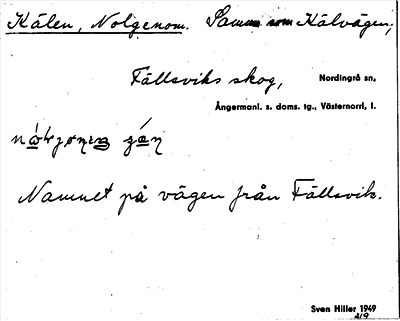 Kälen, Nolgenom. Samma som Kälvägen;
Fällsviks skog,
Nordingrå sn,
Ångermanl. s. doms. tg., Västernorrl. l.
Namnet på vägen från Fällsvik.
Sven Hiller 1949
219